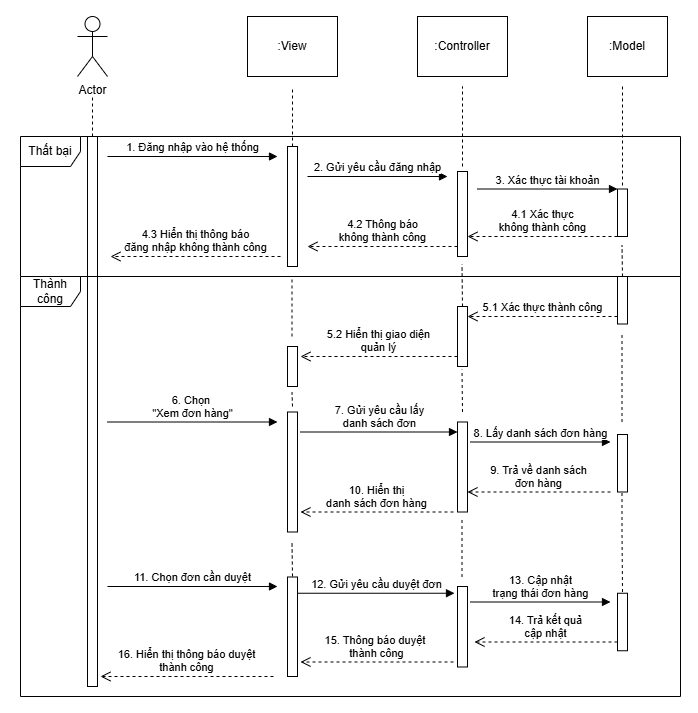 :View
:Controller
:Model
Actor
Thất bại
1. Đăng nhập vào hệ thống
2. Gửi yêu cầu đăng nhập
3. Xác thực tài khoản
4.1 Xác thực
không thành công
4.2 Thông báo
không thành công
4.3 Hiển thị thông báo
đăng nhập không thành công
Thành
công
5.1 Xác thực thành công
5.2 Hiển thị giao diện
quản lý
6. Chọn
"Xem đơn hàng"
7. Gửi yêu cầu lấy
danh sách đơn
8. Lấy danh sách đơn hàng
9. Trả về danh sách
đơn hàng
10. Hiển thị
danh sách đơn hàng
11. Chọn đơn cần duyệt
12. Gửi yêu cầu duyệt đơn
13. Cập nhật
trạng thái đơn hàng
14. Trả kết quả
cập nhật
15. Thông báo duyệt
thành công
16. Hiển thị thông báo duyệt
thành công